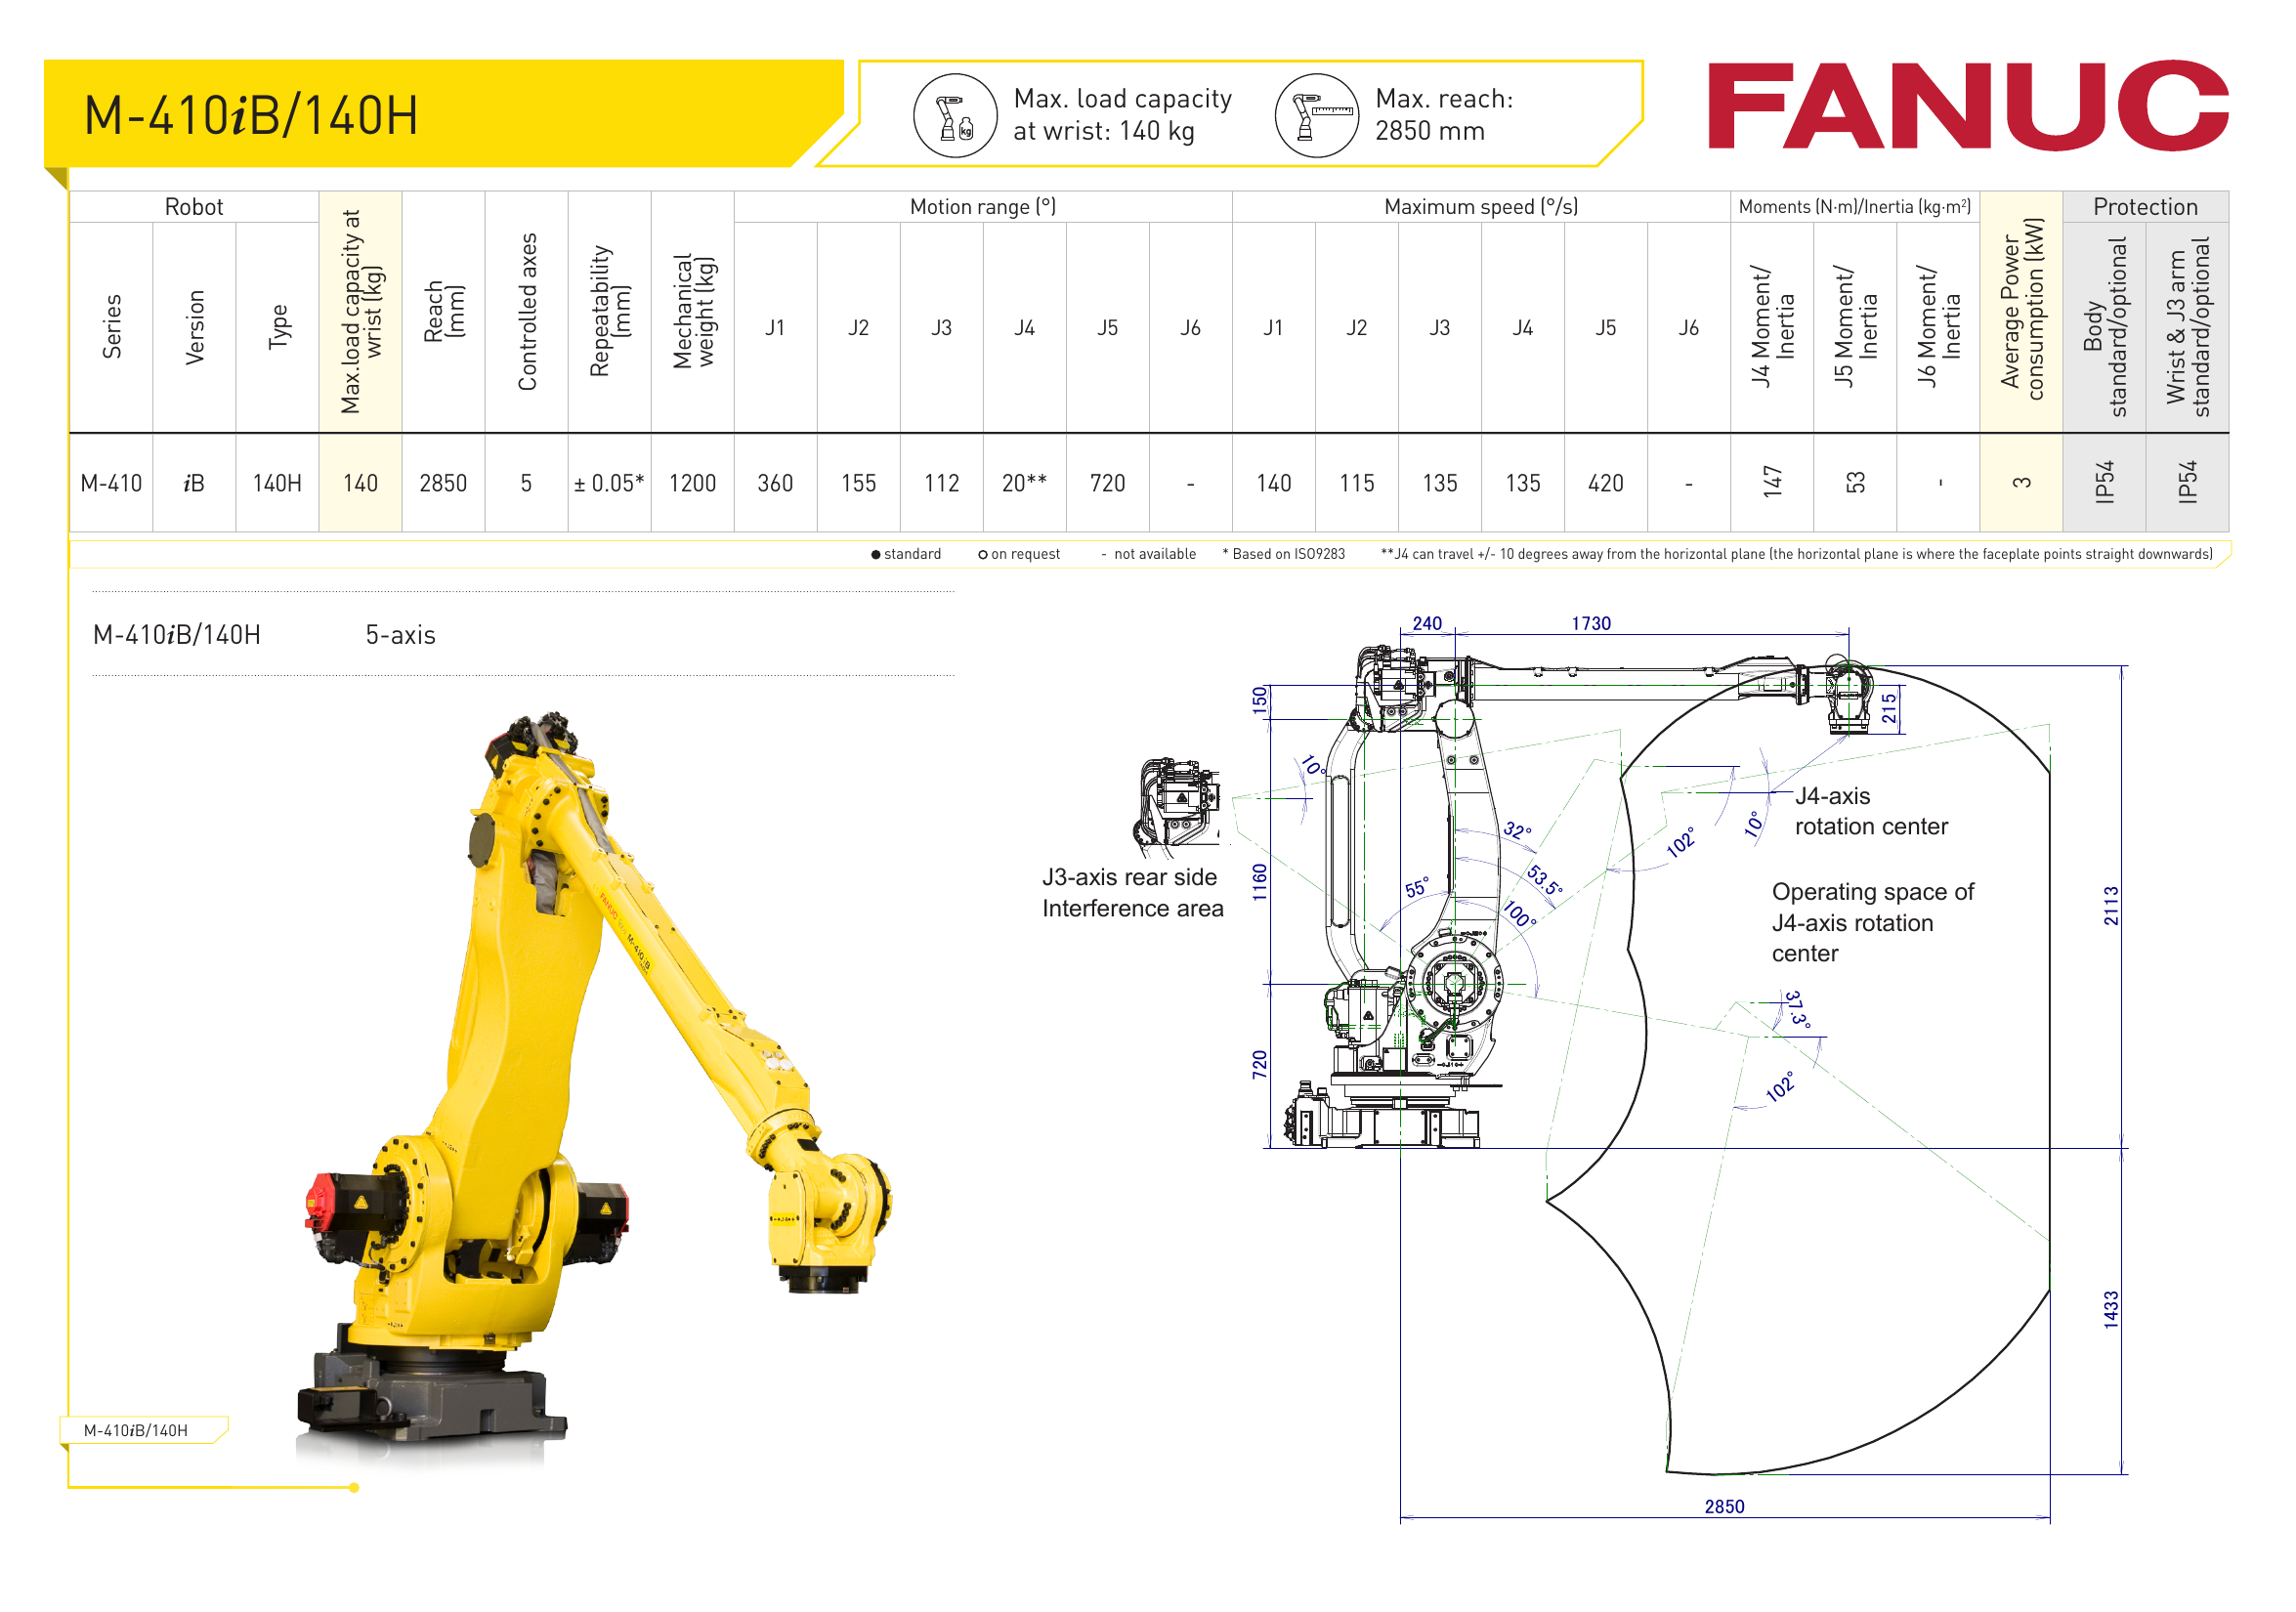 M-410iB/140H
Max. load capacity
at wrist: 140 kg
kg
Max. reach:
2850 mm
FANUC
Robot
Series
Version
Type
Max.load capacity at
wrist (kg)
Reach
(mm)
Controlled axes
Repeatability
(mm)
Mechanical
weight (kg)
Motion range (°)
J1 J2 J3 J4 J5 J6
Maximum speed (°/s)
J1 J2 J3 J4 J5 J6
Moments (N·m)/Inertia (kg·m²)
J4 Moment/
Inertia
J5 Moment/
Inertia
J6 Moment/
Inertia
Average Power
consumption (kW)
Protection
Body
standard/optional
Wrist & J3 arm
standard/optional
M-410 iB 140H 140 2850 5 ± 0.05* 1200 360 155 112 20** 720 - 140 115 135 135 420 - 147 53 - 3 IP54 IP54
● standard ○ on request - not available * Based on ISO9283 **J4 can travel +/- 10 degrees away from the horizontal plane (the horizontal plane is where the faceplate points straight downwards)
M-410iB/140H 5-axis
240
1730
150
215
10°
J4-axis
rotation center
10°
102°
32°
53.5°
55°
100°
1160
J3-axis rear side
Interference area
Operating space of
J4-axis rotation
center
2113
37.3°
102°
720
1433
2850
FANUC
M-410iB
M-410iB/140H